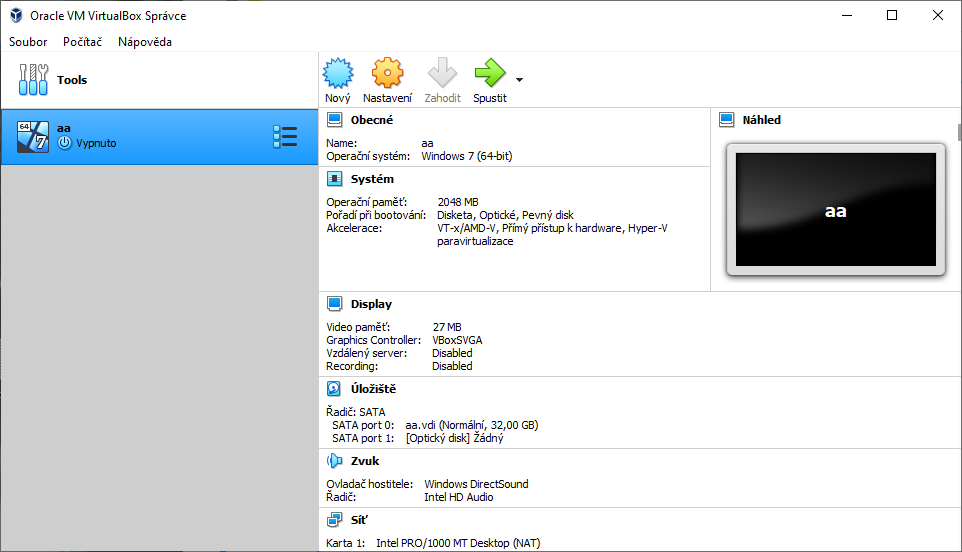 Oracle VM VirtualBox Správce
Soubor Počítač Nápověda
Tools
64
7
aa
Vypnuto
Nový Nastavení Zahodit Spustit
Obecné
Name: aa
Operační systém: Windows 7 (64-bit)
Systém
Operační paměť: 2048 MB
Pořadí při bootování: Disketa, Optické, Pevný disk
Akcelerace: VT-x/AMD-V, Přímý přístup k hardware, Hyper-V
paravirtualizace
Náhled
aa
Display
Video paměť: 27 MB
Graphics Controller: VBoxSVGA
Vzdálený server: Disabled
Recording: Disabled
Úložiště
Řadič: SATA
SATA port 0: aa.vdi (Normální, 32,00 GB)
SATA port 1: [Optický disk] Žádný
Zvuk
Ovladač hostitele: Windows DirectSound
Řadič: Intel HD Audio
Síť
Karta 1: Intel PRO/1000 MT Desktop (NAT)